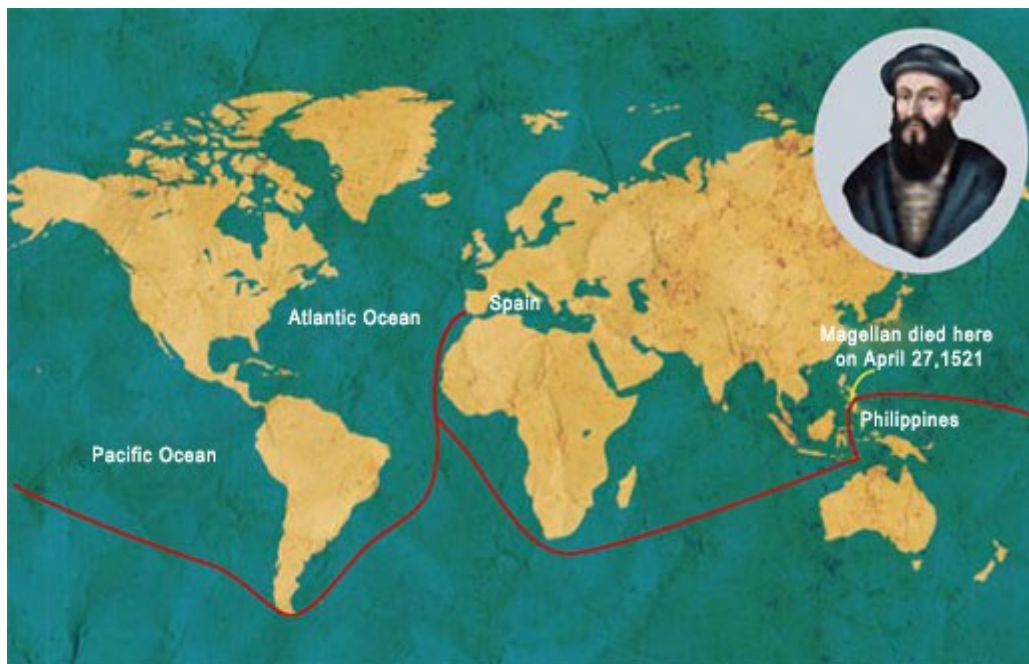 Spain
Atlantic Ocean
Magellan died here
on April 27,1521
Philippines
Pacific Ocean